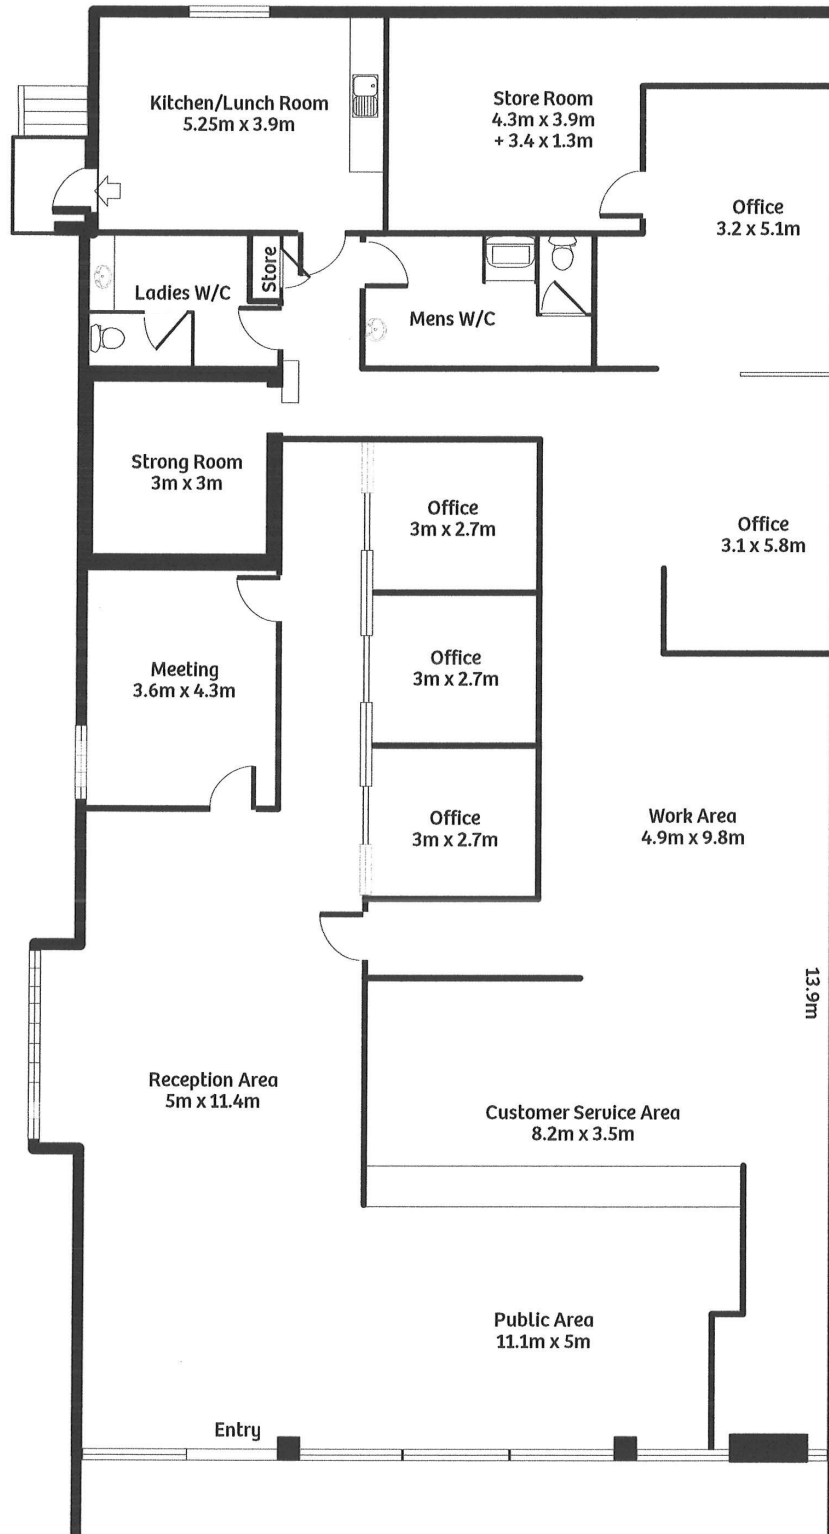 Kitchen/Lunch Room
5.25m x 3.9m
Store Room
4.3m x 3.9m
+ 3.4 x 1.3m
Office
3.2 x 5.1m
Store
Ladies W/C
Mens W/C
Strong Room
3m x 3m
Office
3m x 2.7m
Office
3.1 x 5.8m
Meeting
3.6m x 4.3m
Office
3m x 2.7m
Office
3m x 2.7m
Work Area
4.9m x 9.8m
13.9m
Reception Area
5m x 11.4m
Customer Service Area
8.2m x 3.5m
Public Area
11.1m x 5m
Entry